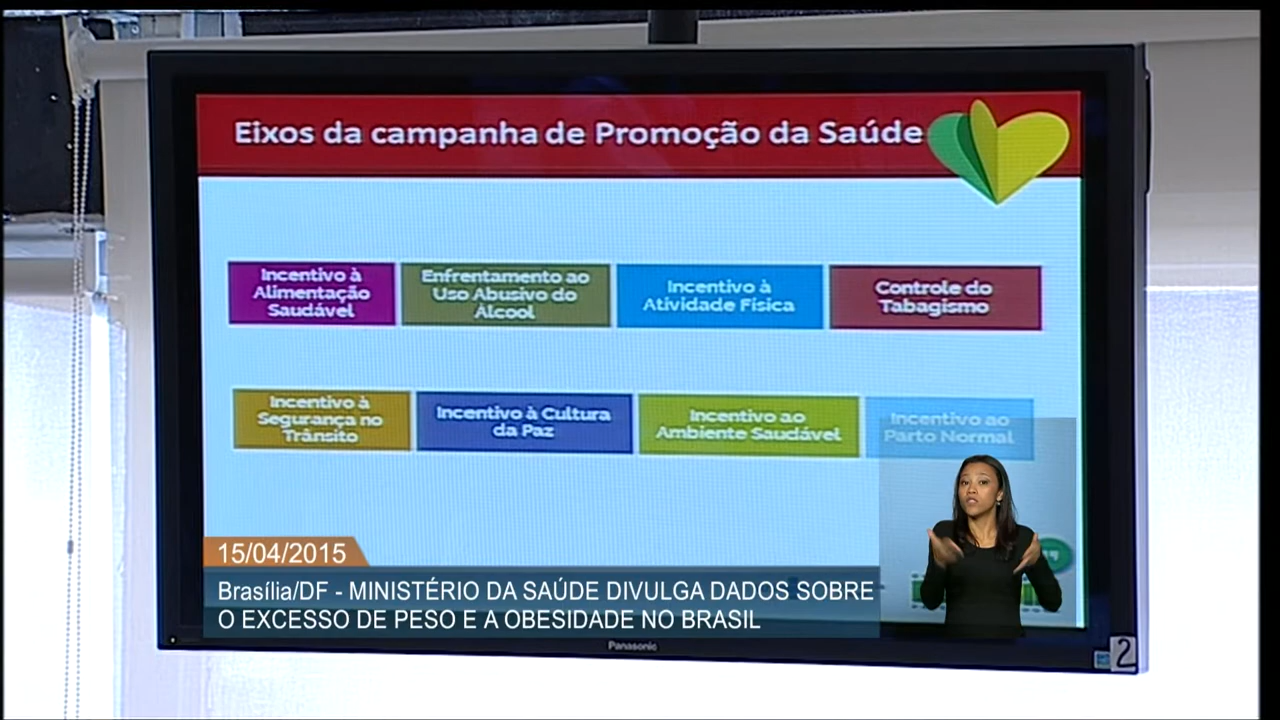 Eixos da campanha de Promoção da Saúde
Incentivo à
Alimentação
Saudável
Enfrentamento ao
Uso Abusivo do
Álcool
Incentivo à
Atividade Física
Controle do
Tabagismo
Incentivo à
Segurança no
Trânsito
Incentivo à Cultura
da Paz
Incentivo ao
Ambiente Saudável
Incentivo ao
Parto Normal
15/04/2015
Brasília/DF - MINISTÉRIO DA SAÚDE DIVULGA DADOS SOBRE
O EXCESSO DE PESO E A OBESIDADE NO BRASIL
Panasonic
2